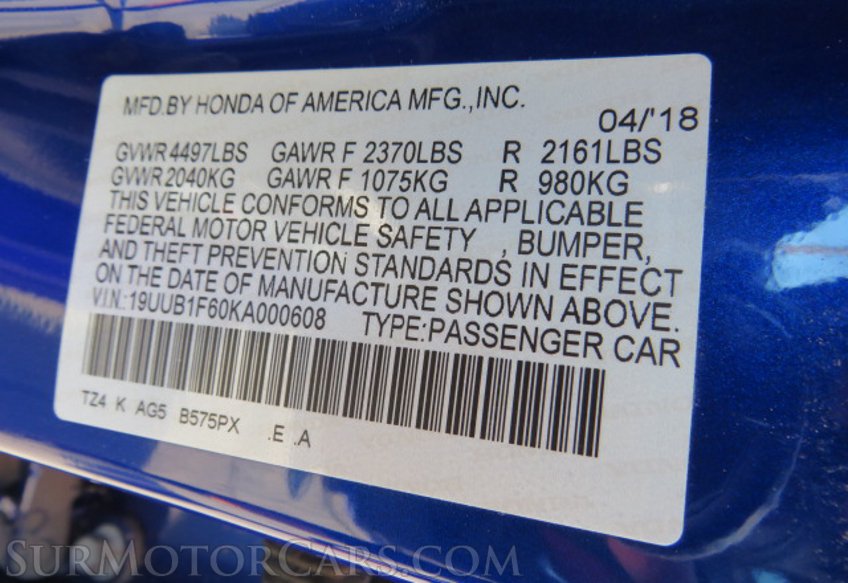 MFD.BY HONDA OF AMERICA MFG.,INC.
04/'18
GVWR 4497LBS GAWR F 2370LBS R 2161LBS
GVWR 2040KG GAWR F 1075KG R 980KG
THIS VEHICLE CONFORMS TO ALL APPLICABLE
FEDERAL MOTOR VEHICLE SAFETY , BUMPER,
AND THEFT PREVENTION STANDARDS IN EFFECT
ON THE DATE OF MANUFACTURE SHOWN ABOVE.
V.I.N.:19UUB1F60KA000608 TYPE:PASSENGER CAR
TZ4 K AG5 B575PX .E .A
SURMOTORCARS.COM